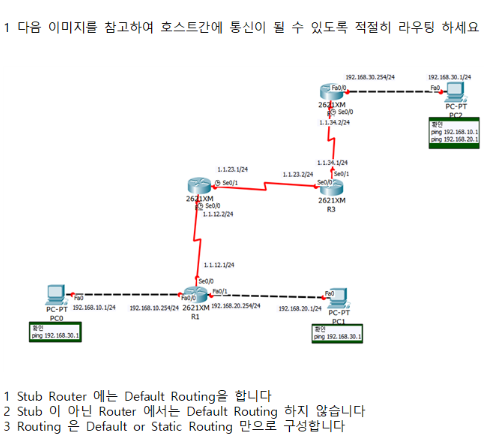 1 다음 이미지를 참고하여 호스트간에 통신이 될 수 있도록 적절히 라우팅 하세요
192.168.30.254/24
192.168.30.1/24
Fa0/0
Fa0
2621XM
PC-PT
PC2
Se0/0
1.1.34.2/24
확인
ping 192.168.10.1
ping 192.168.20.1
1.1.34.1/24
1.1.23.1/24
1.1.23.2/24
Se0/1
Se0/1
Se0/0
2621XM
2621XM
R3
Se0/0
1.1.12.2/24
1.1.12.1/24
Se0/0
Fa0
Fa0/0
Fa0/1
Fa0
PC-PT
PC0
192.168.10.1/24
192.168.10.254/24
2621XM
R1
192.168.20.254/24
192.168.20.1/24
PC-PT
PC1
확인
ping 192.168.30.1
확인
ping 192.168.30.1
1 Stub Router 에는 Default Routing을 합니다
2 Stub 이 아닌 Router 에서는 Default Routing 하지 않습니다
3 Routing 은 Default or Static Routing 만으로 구성합니다